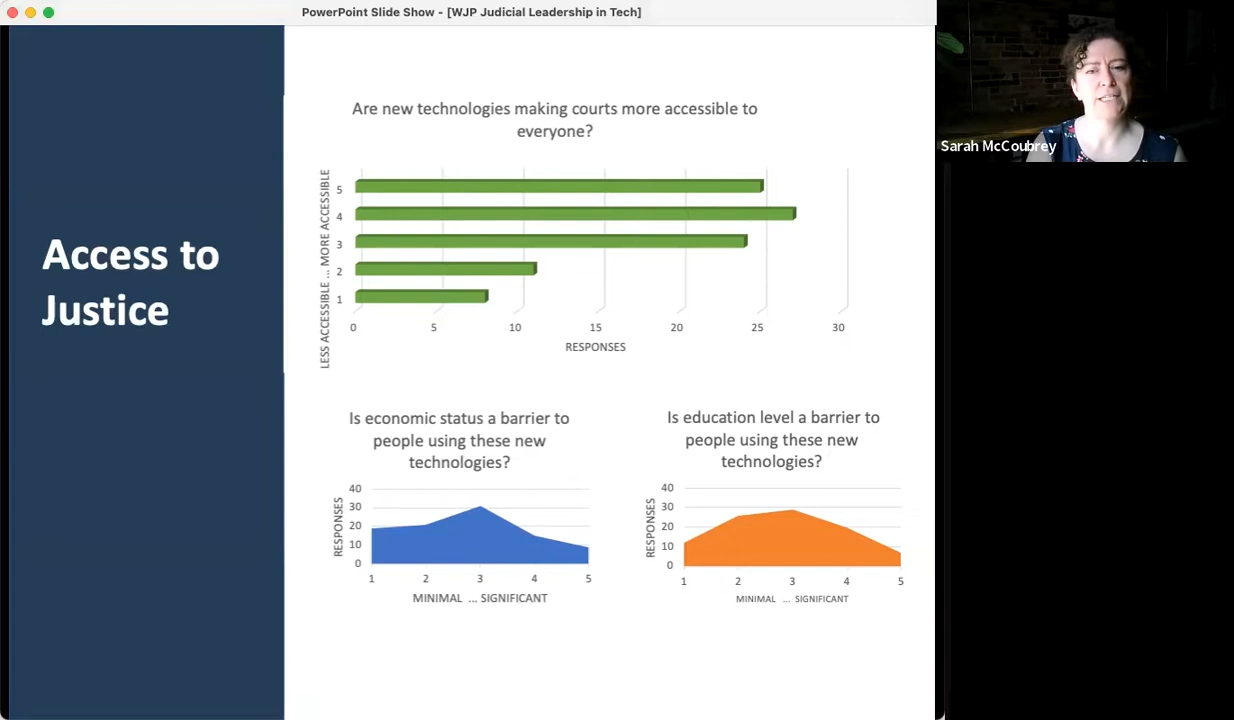 PowerPoint Slide Show - [WJP Judicial Leadership in Tech]
Sarah McCoubrey
Access to
Justice
Are new technologies making courts more accessible to
everyone?
LESS ACCESSIBLE ... MORE ACCESSIBLE
5
4
3
2
1
0 5 10 15 20 25 30
RESPONSES
Is economic status a barrier to
people using these new
technologies?
RESPONSES
40
30
20
10
0
1 2 3 4 5
MINIMAL ... SIGNIFICANT
Is education level a barrier to
people using these new
technologies?
RESPONSES
40
30
20
10
0
1 2 3 4 5
MINIMAL ... SIGNIFICANT